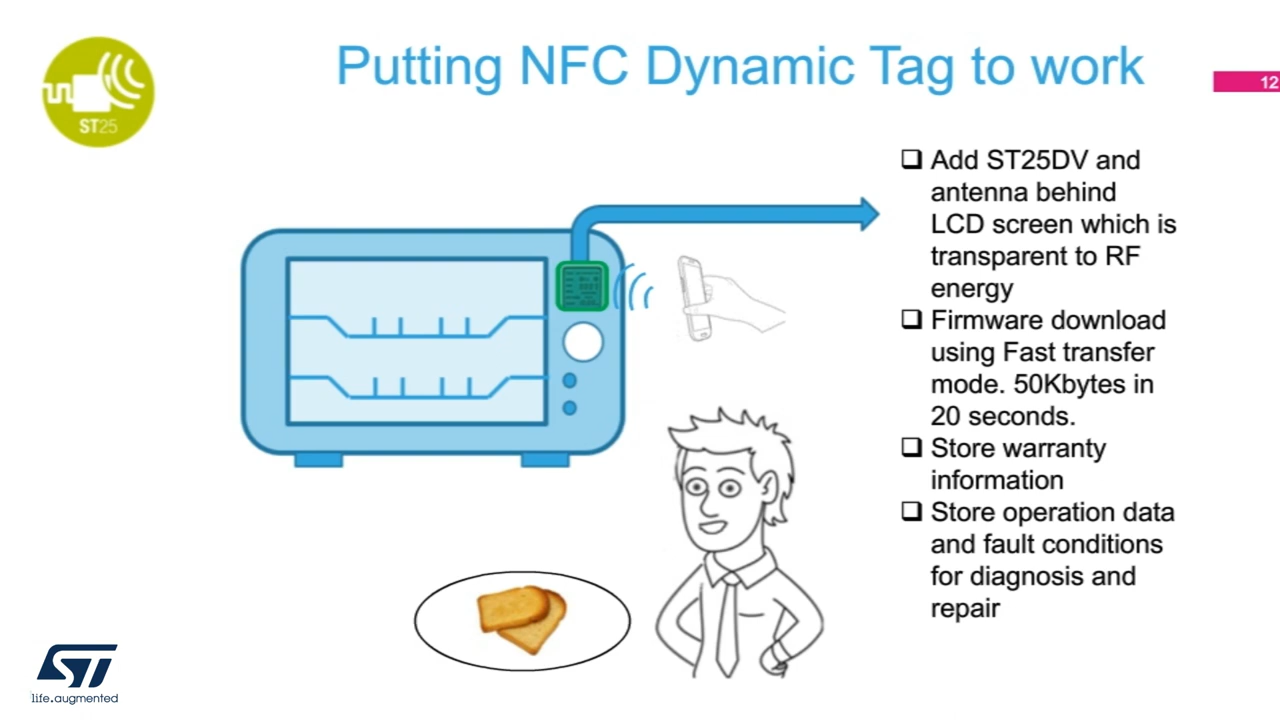 Putting NFC Dynamic Tag to work
12
ST25
❑ Add ST25DV and
antenna behind
LCD screen which is
transparent to RF
energy
❑ Firmware download
using Fast transfer
mode. 50Kbytes in
20 seconds.
❑ Store warranty
information
❑ Store operation data
and fault conditions
for diagnosis and
repair
ST
life.augmented